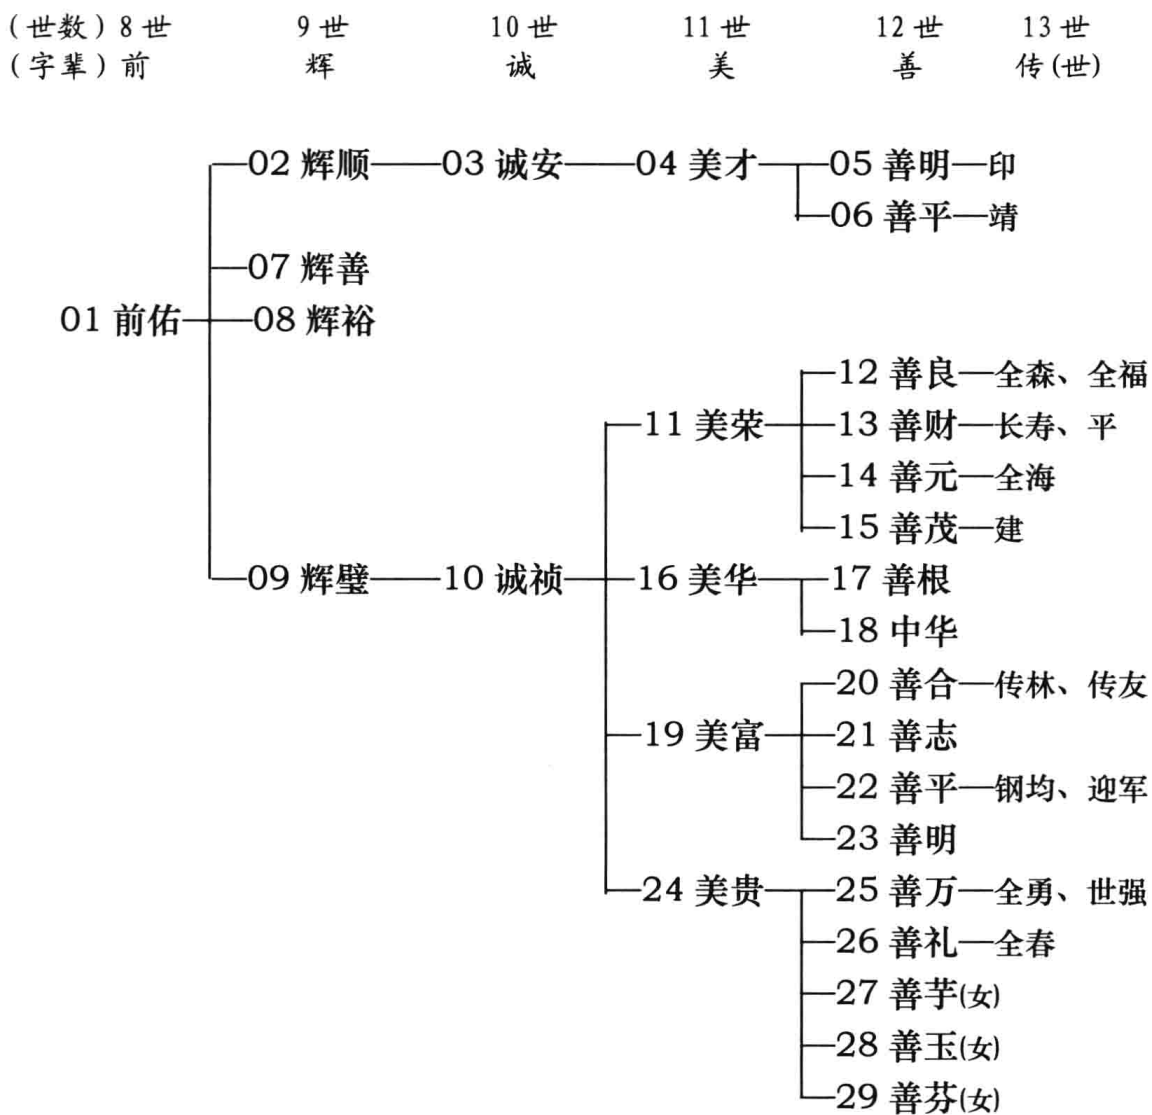 (世数) 8世 9世 10世 11世 12世 13世
(字辈) 前 辉 诚 美 善 传(世)
02 辉顺 03 诚安 04 美才 05 善明 印
06 善平 靖
07 辉善
01 前佑 08 辉裕
12 善良 全森、全福
11 美荣 13 善财 长寿、平
14 善元 全海
15 善茂 建
09 辉璧 10 诚祯 16 美华 17 善根
18 中华
20 善合 传林、传友
19 美富 21 善志
22 善平 钢均、迎军
23 善明
24 美贵 25 善万 全勇、世强
26 善礼 全春
27 善芋(女)
28 善玉(女)
29 善芬(女)